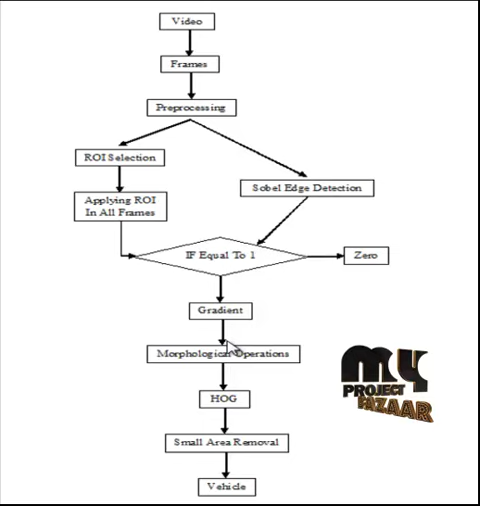 Video
Frames
Preprocessing
ROI Selection
Sobel Edge Detection
Applying ROI
In All Frames
IF Equal To 1
Zero
Gradient
Morphological Operations
HOG
Small Area Removal
Vehicle
MY
PROJECT
BAZAAR